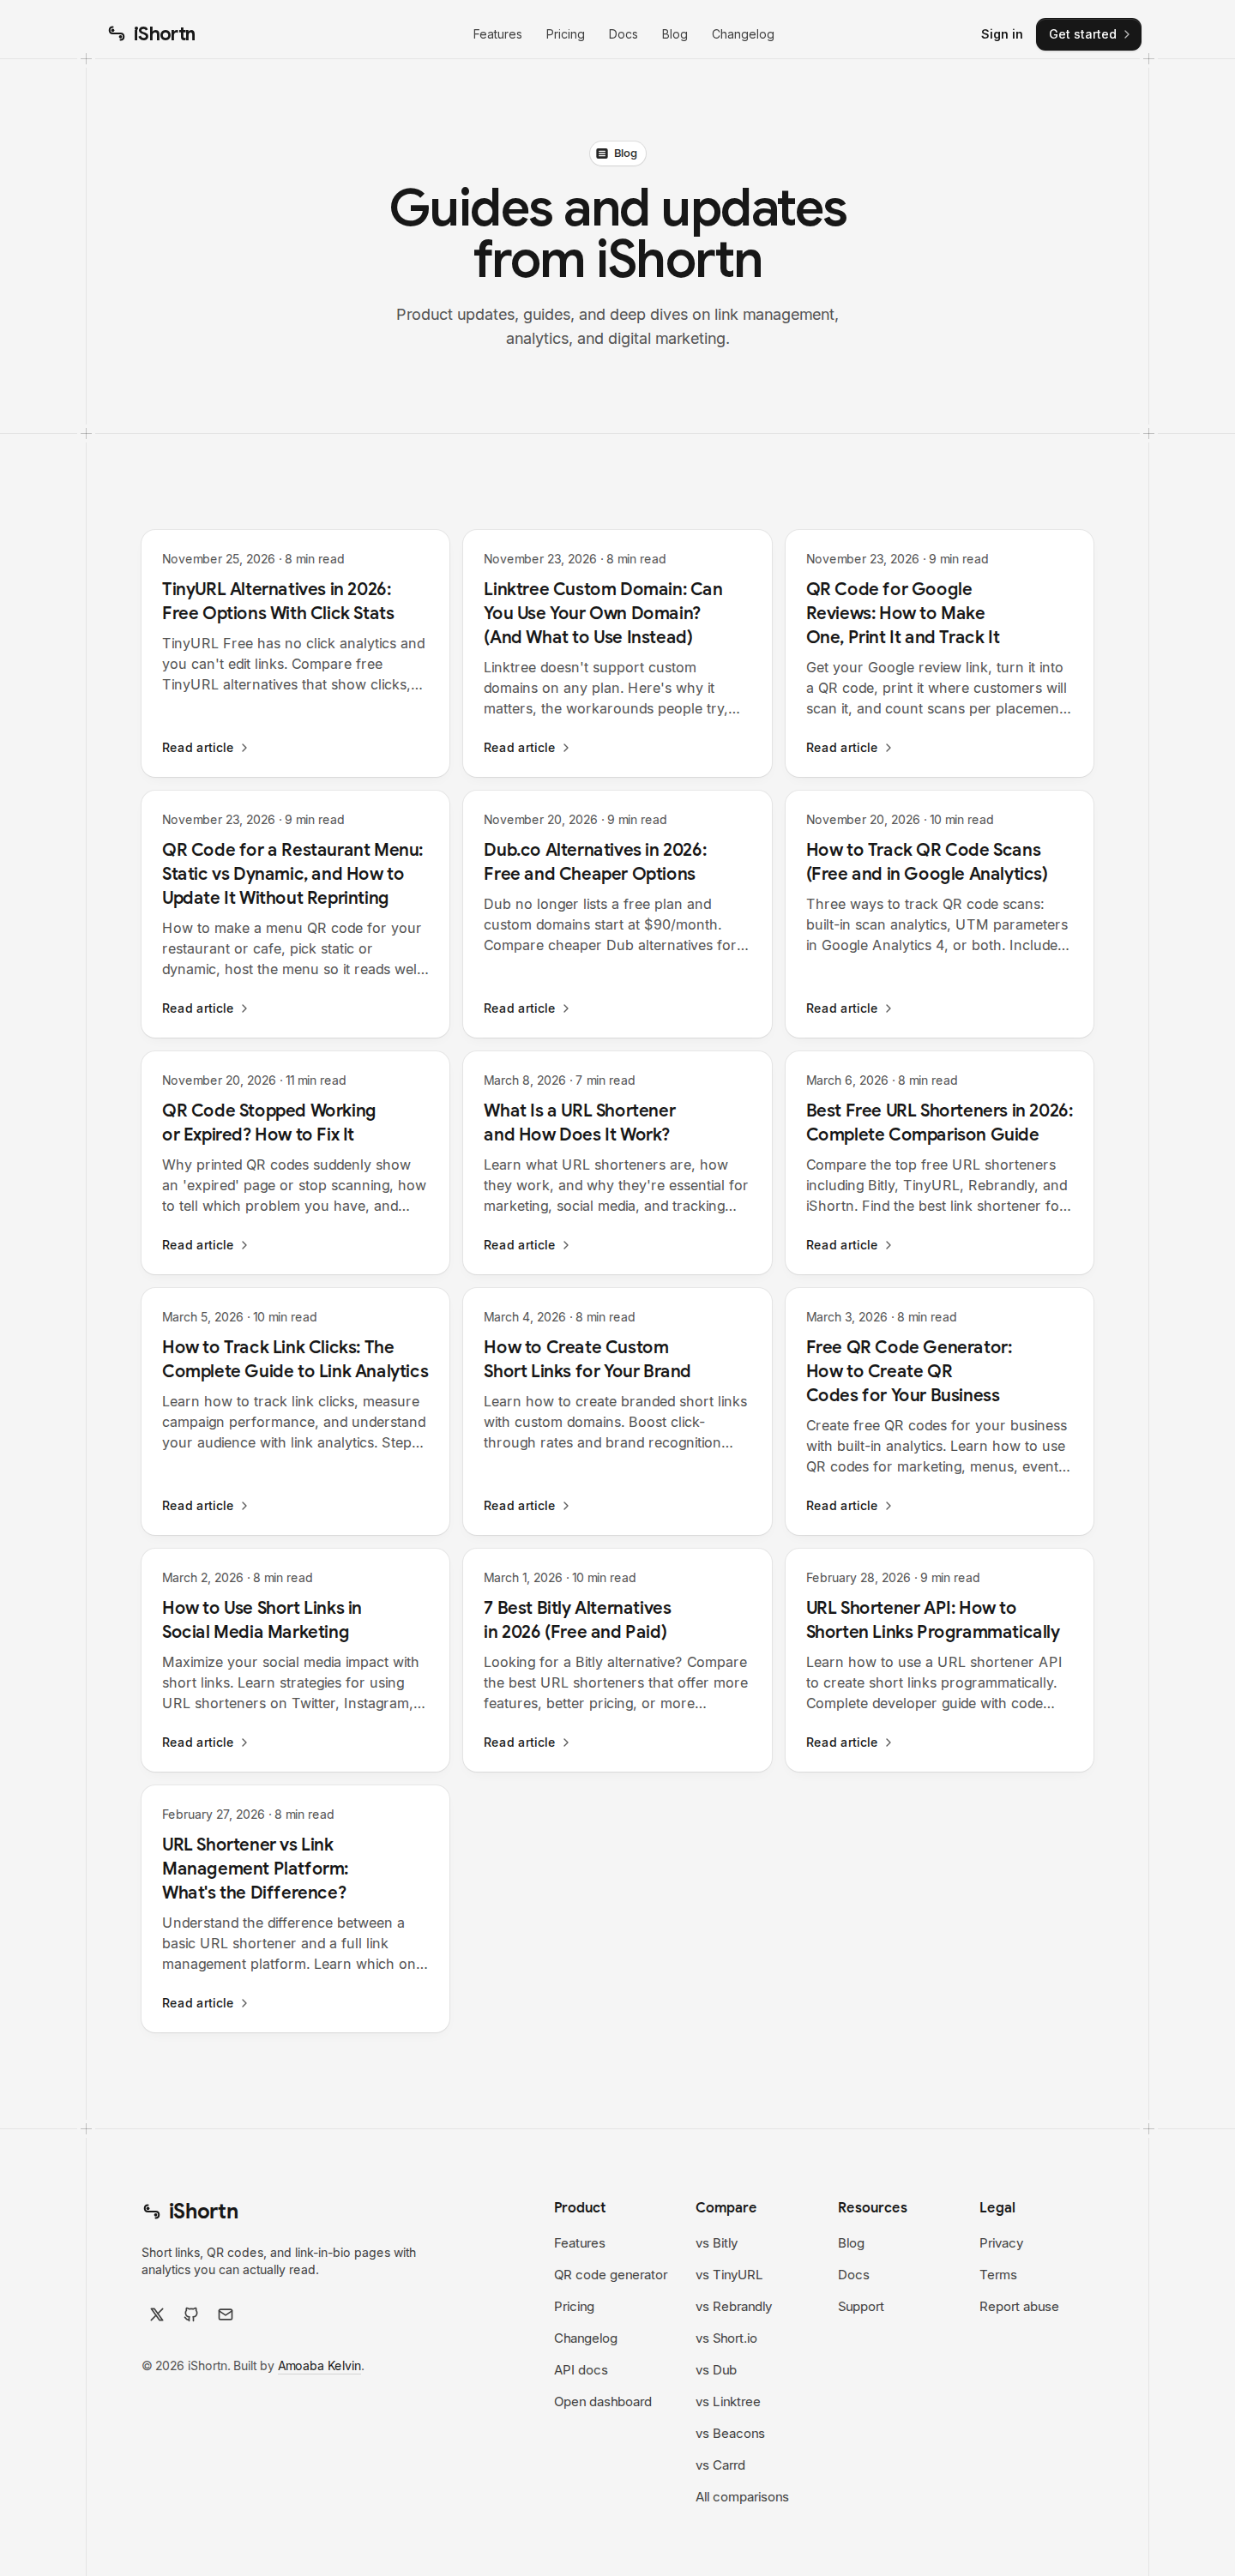 iShortn
Features
Pricing
Docs
Blog
Changelog
Sign in
Get started
Blog
Guides and updates
from iShortn
Product updates, guides, and deep dives on link management,
analytics, and digital marketing.
November 25, 2026 · 8 min read
TinyURL Alternatives in 2026:
Free Options With Click Stats
TinyURL Free has no click analytics and
you can't edit links. Compare free
TinyURL alternatives that show clicks,...
Read article
November 23, 2026 · 8 min read
Linktree Custom Domain: Can
You Use Your Own Domain?
(And What to Use Instead)
Linktree doesn't support custom
domains on any plan. Here's why it
matters, the workarounds people try,...
Read article
November 23, 2026 · 9 min read
QR Code for Google
Reviews: How to Make
One, Print It and Track It
Get your Google review link, turn it into
a QR code, print it where customers will
scan it, and count scans per placemen...
Read article
November 23, 2026 · 9 min read
QR Code for a Restaurant Menu:
Static vs Dynamic, and How to
Update It Without Reprinting
How to make a menu QR code for your
restaurant or cafe, pick static or
dynamic, host the menu so it reads wel...
Read article
November 20, 2026 · 9 min read
Dub.co Alternatives in 2026:
Free and Cheaper Options
Dub no longer lists a free plan and
custom domains start at $90/month.
Compare cheaper Dub alternatives for...
Read article
November 20, 2026 · 10 min read
How to Track QR Code Scans
(Free and in Google Analytics)
Three ways to track QR code scans:
built-in scan analytics, UTM parameters
in Google Analytics 4, or both. Include...
Read article
November 20, 2026 · 11 min read
QR Code Stopped Working
or Expired? How to Fix It
Why printed QR codes suddenly show
an 'expired' page or stop scanning, how
to tell which problem you have, and...
Read article
March 8, 2026 · 7 min read
What Is a URL Shortener
and How Does It Work?
Learn what URL shorteners are, how
they work, and why they're essential for
marketing, social media, and tracking...
Read article
March 6, 2026 · 8 min read
Best Free URL Shorteners in 2026:
Complete Comparison Guide
Compare the top free URL shorteners
including Bitly, TinyURL, Rebrandly, and
iShortn. Find the best link shortener fo...
Read article
March 5, 2026 · 10 min read
How to Track Link Clicks: The
Complete Guide to Link Analytics
Learn how to track link clicks, measure
campaign performance, and understand
your audience with link analytics. Step...
Read article
March 4, 2026 · 8 min read
How to Create Custom
Short Links for Your Brand
Learn how to create branded short links
with custom domains. Boost click-
through rates and brand recognition...
Read article
March 3, 2026 · 8 min read
Free QR Code Generator:
How to Create QR
Codes for Your Business
Create free QR codes for your business
with built-in analytics. Learn how to use
QR codes for marketing, menus, event...
Read article
March 2, 2026 · 8 min read
How to Use Short Links in
Social Media Marketing
Maximize your social media impact with
short links. Learn strategies for using
URL shorteners on Twitter, Instagram,...
Read article
March 1, 2026 · 10 min read
7 Best Bitly Alternatives
in 2026 (Free and Paid)
Looking for a Bitly alternative? Compare
the best URL shorteners that offer more
features, better pricing, or more...
Read article
February 28, 2026 · 9 min read
URL Shortener API: How to
Shorten Links Programmatically
Learn how to use a URL shortener API
to create short links programmatically.
Complete developer guide with code...
Read article
February 27, 2026 · 8 min read
URL Shortener vs Link
Management Platform:
What's the Difference?
Understand the difference between a
basic URL shortener and a full link
management platform. Learn which on...
Read article
iShortn
Short links, QR codes, and link-in-bio pages with
analytics you can actually read.
© 2026 iShortn. Built by Amoaba Kelvin.
Product
Features
QR code generator
Pricing
Changelog
API docs
Open dashboard
Compare
vs Bitly
vs TinyURL
vs Rebrandly
vs Short.io
vs Dub
vs Linktree
vs Beacons
vs Carrd
All comparisons
Resources
Blog
Docs
Support
Legal
Privacy
Terms
Report abuse